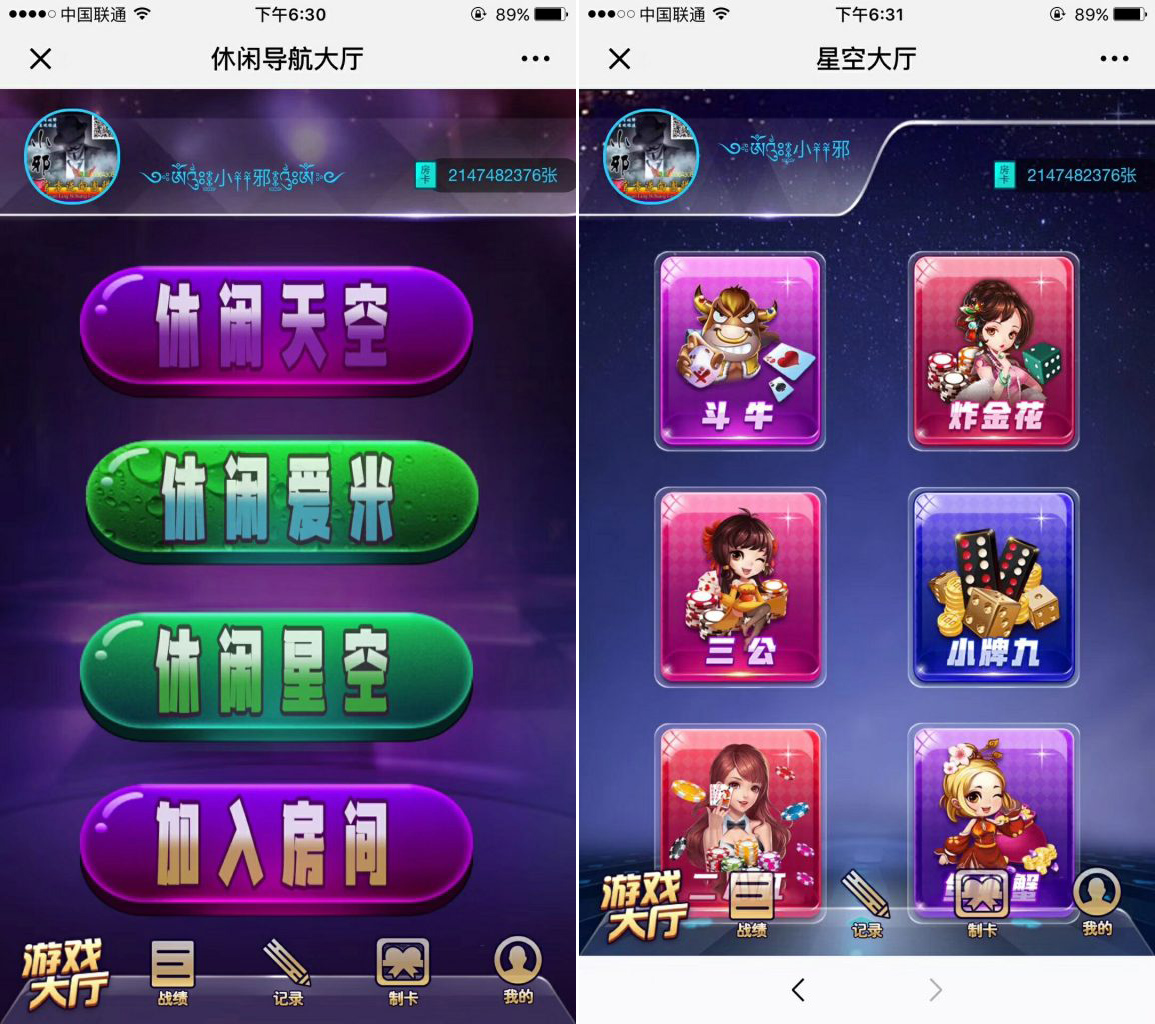 中国联通 下午6:30 89%
休闲导航大厅
小邪
房卡 2147482376张
休闲天空
休闲爱米
休闲星空
加入房间
游戏大厅 战绩 记录 制卡 我的
中国联通 下午6:31 89%
星空大厅
小邪
房卡 2147482376张
斗牛 炸金花
三公 小牌九
蟹
游戏大厅 战绩 记录 制卡 我的